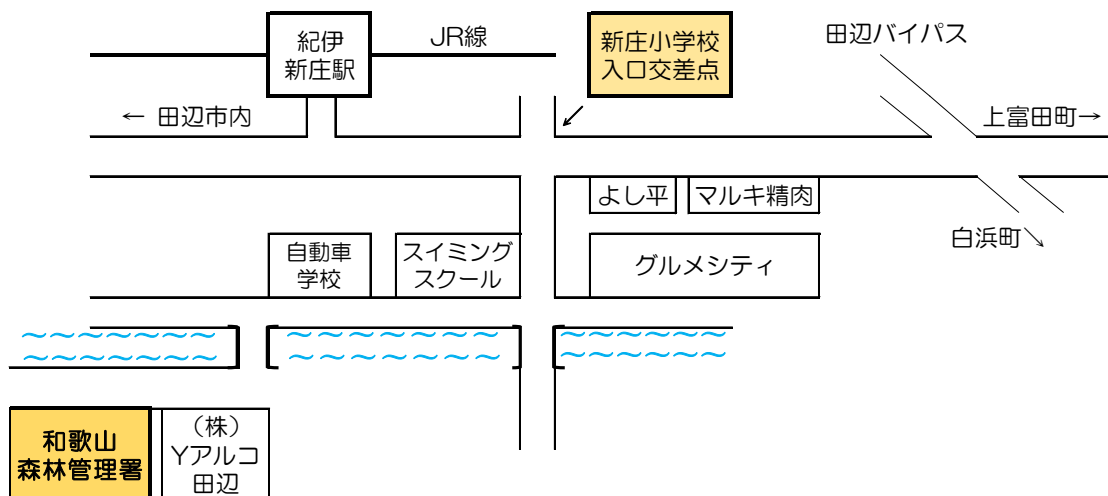 紀伊
新庄駅
JR線
新庄小学校
入口交差点
田辺バイパス
← 田辺市内
上富田町→
よし平
マルキ精肉
白浜町↘
自動車
学校
スイミング
スクール
グルメシティ
和歌山
森林管理署
（株）
Yアルコ
田辺